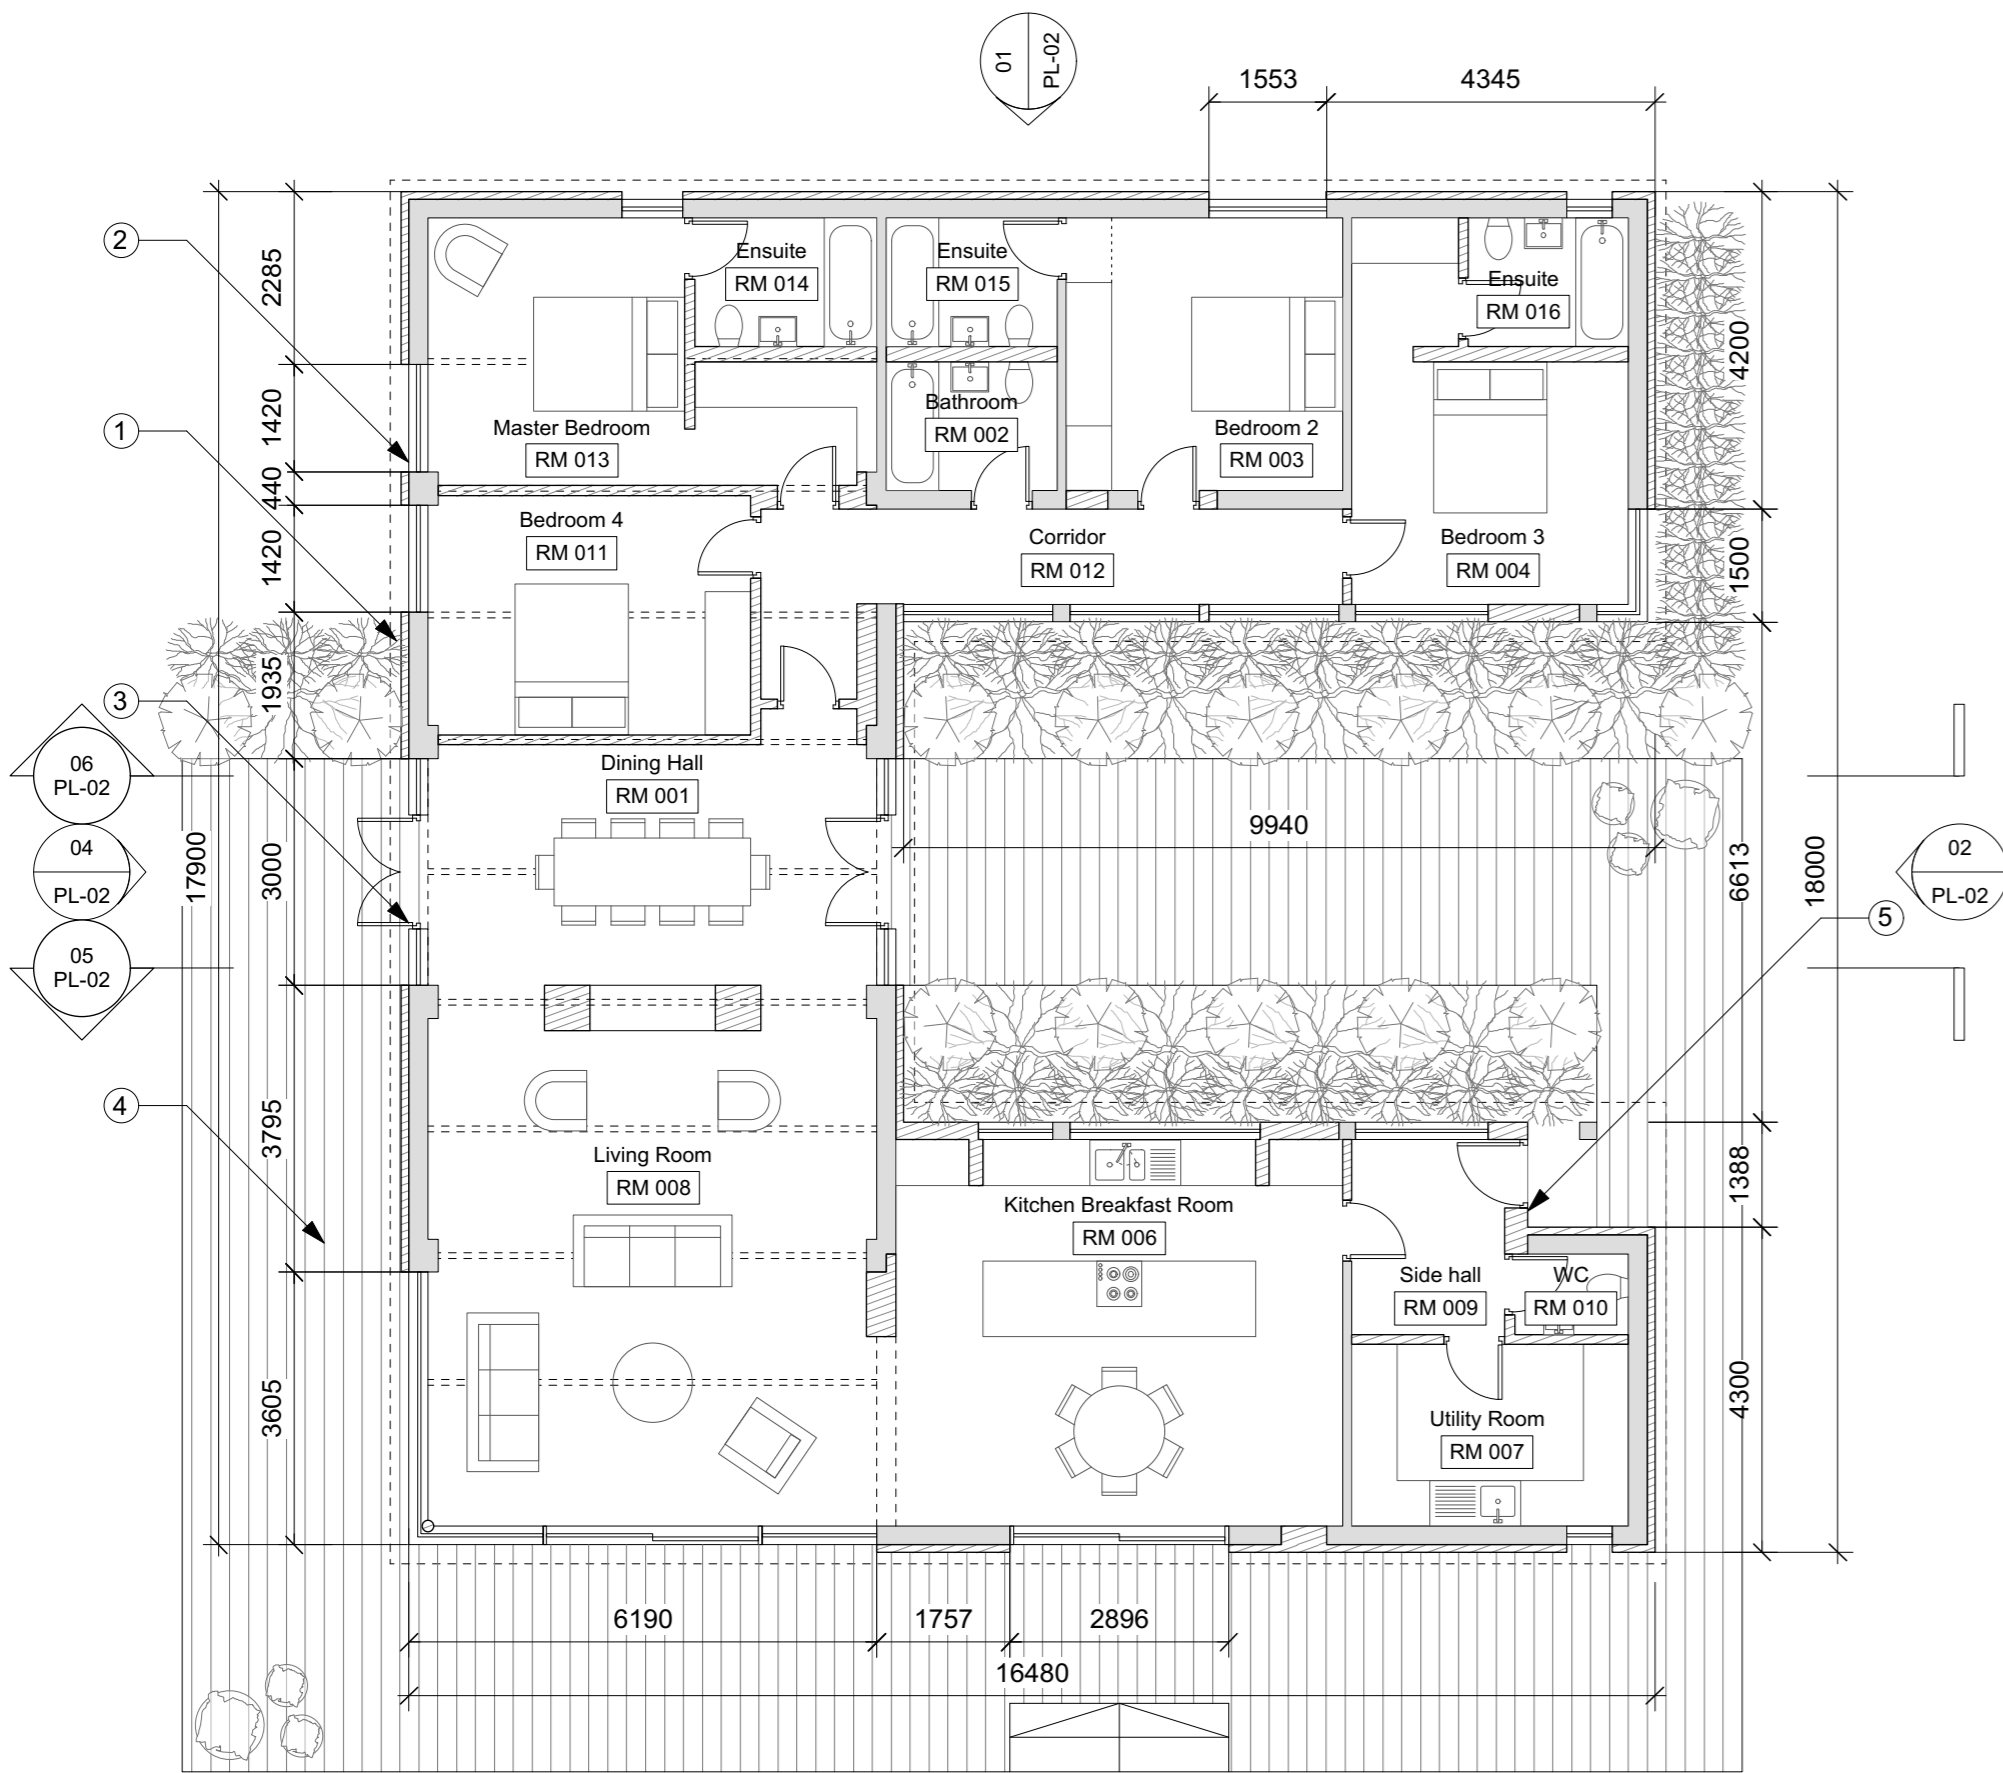 01
PL-02
1553
4345
2
2285
Ensuite
RM 014
Ensuite
RM 015
Ensuite
RM 016
4200
1
1420
Master Bedroom
RM 013
Bathroom
RM 002
Bedroom 2
RM 003
440
1420
Bedroom 4
RM 011
Corridor
RM 012
Bedroom 3
RM 004
1500
3
1935
06
PL-02
Dining Hall
RM 001
9940
04
PL-02
17900
3000
6613
18000
02
PL-02
05
PL-02
5
4
3795
Living Room
RM 008
Kitchen Breakfast Room
RM 006
1388
Side hall
RM 009
WC
RM 010
3605
Utility Room
RM 007
4300
6190
1757
2896
16480